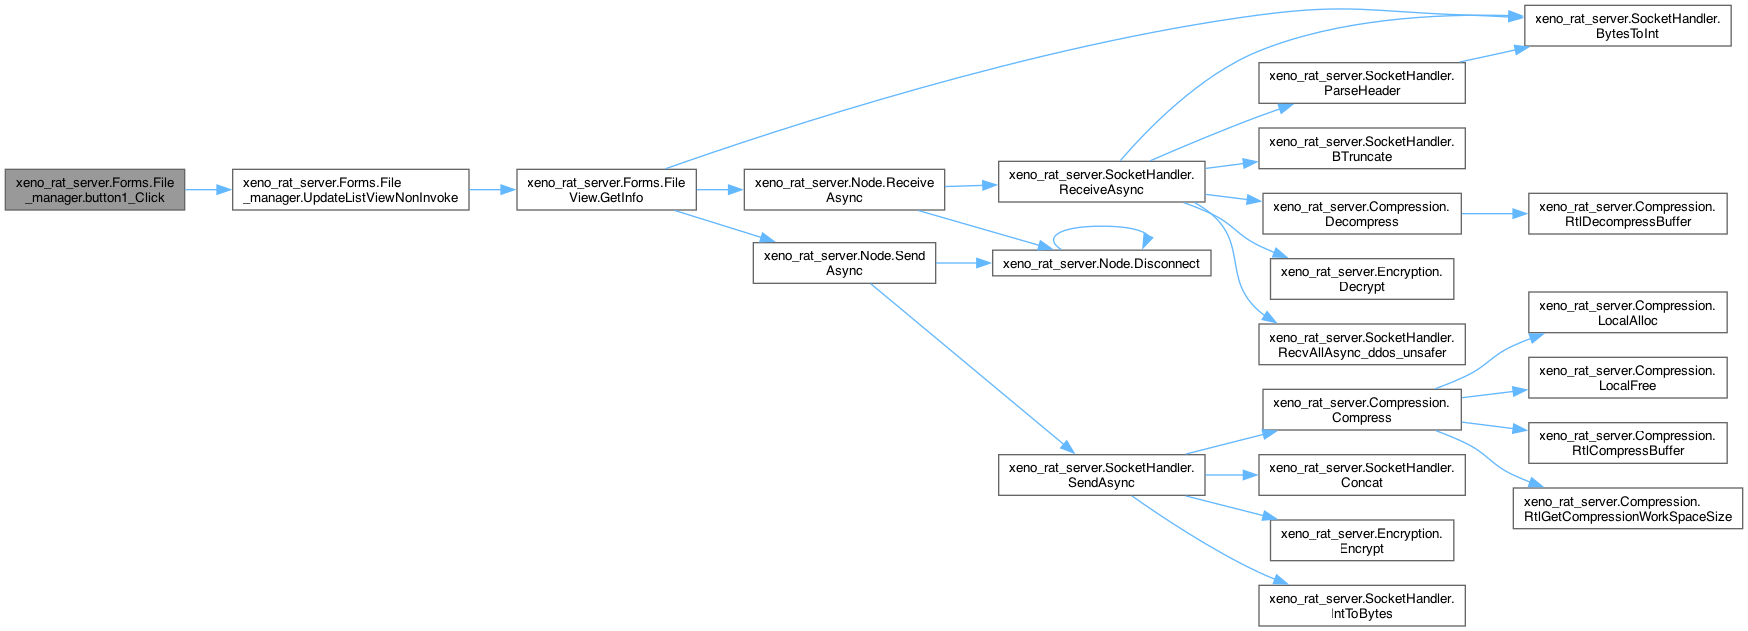 xeno_rat_server.Forms.File
_manager.button1_Click
xeno_rat_server.Forms.File
_manager.UpdateListViewNonInvoke
xeno_rat_server.Forms.File
View.GetInfo
xeno_rat_server.Node.Receive
Async
xeno_rat_server.Node.Send
Async
xeno_rat_server.SocketHandler.
ReceiveAsync
xeno_rat_server.Node.Disconnect
xeno_rat_server.SocketHandler.
SendAsync
xeno_rat_server.SocketHandler.
BytesToInt
xeno_rat_server.SocketHandler.
ParseHeader
xeno_rat_server.SocketHandler.
BTruncate
xeno_rat_server.Compression.
Decompress
xeno_rat_server.Compression.
RtlDecompressBuffer
xeno_rat_server.Encryption.
Decrypt
xeno_rat_server.SocketHandler.
RecvAllAsync_ddos_unsafer
xeno_rat_server.Compression.
Compress
xeno_rat_server.Compression.
LocalAlloc
xeno_rat_server.Compression.
LocalFree
xeno_rat_server.Compression.
RtlCompressBuffer
xeno_rat_server.Compression.
RtlGetCompressionWorkSpaceSize
xeno_rat_server.SocketHandler.
Concat
xeno_rat_server.Encryption.
Encrypt
xeno_rat_server.SocketHandler.
IntToBytes